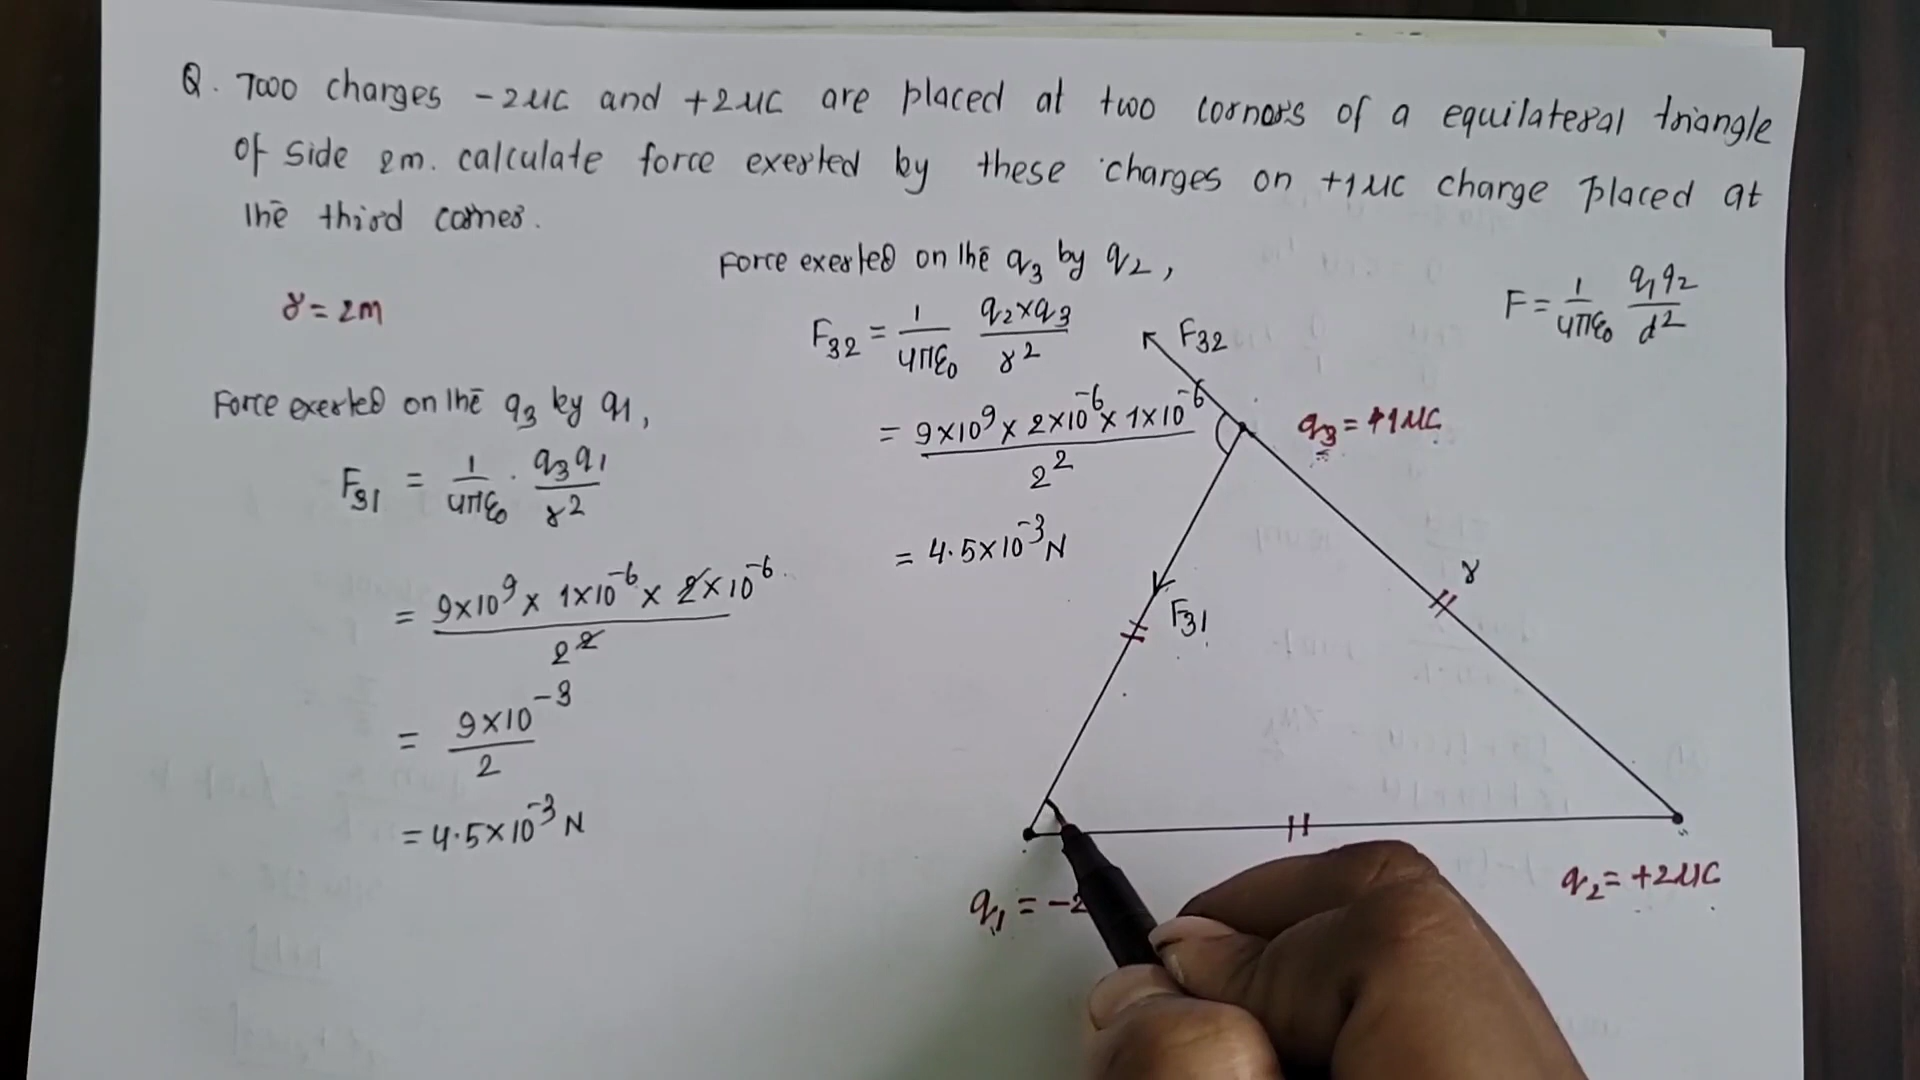 Q. Two charges -2μC and +2μC are placed at two corners of a equilateral triangle
of side 2m. calculate force exerted by these charges on +1μC charge placed at
the third corner.
r = 2m
Force exerted on the q₃ by q₁,
F₃₁ = 1/4πε₀ · q₃q₁/r²
= 9×10⁹ × 1×10⁻⁶ × 2×10⁻⁶ / 2²
= 9×10⁻³ / 2
= 4.5×10⁻³ N
Force exerted on the q₃ by q₂,
F₃₂ = 1/4πε₀ q₂×q₃/r²
= 9×10⁹ × 2×10⁻⁶ × 1×10⁻⁶ / 2²
= 4.5×10⁻³ N
F = 1/4πε₀ q₁q₂/d²
F₃₂
q₃ = +1μC
r
F₃₁
q₁ = -2
q₂ = +2μC